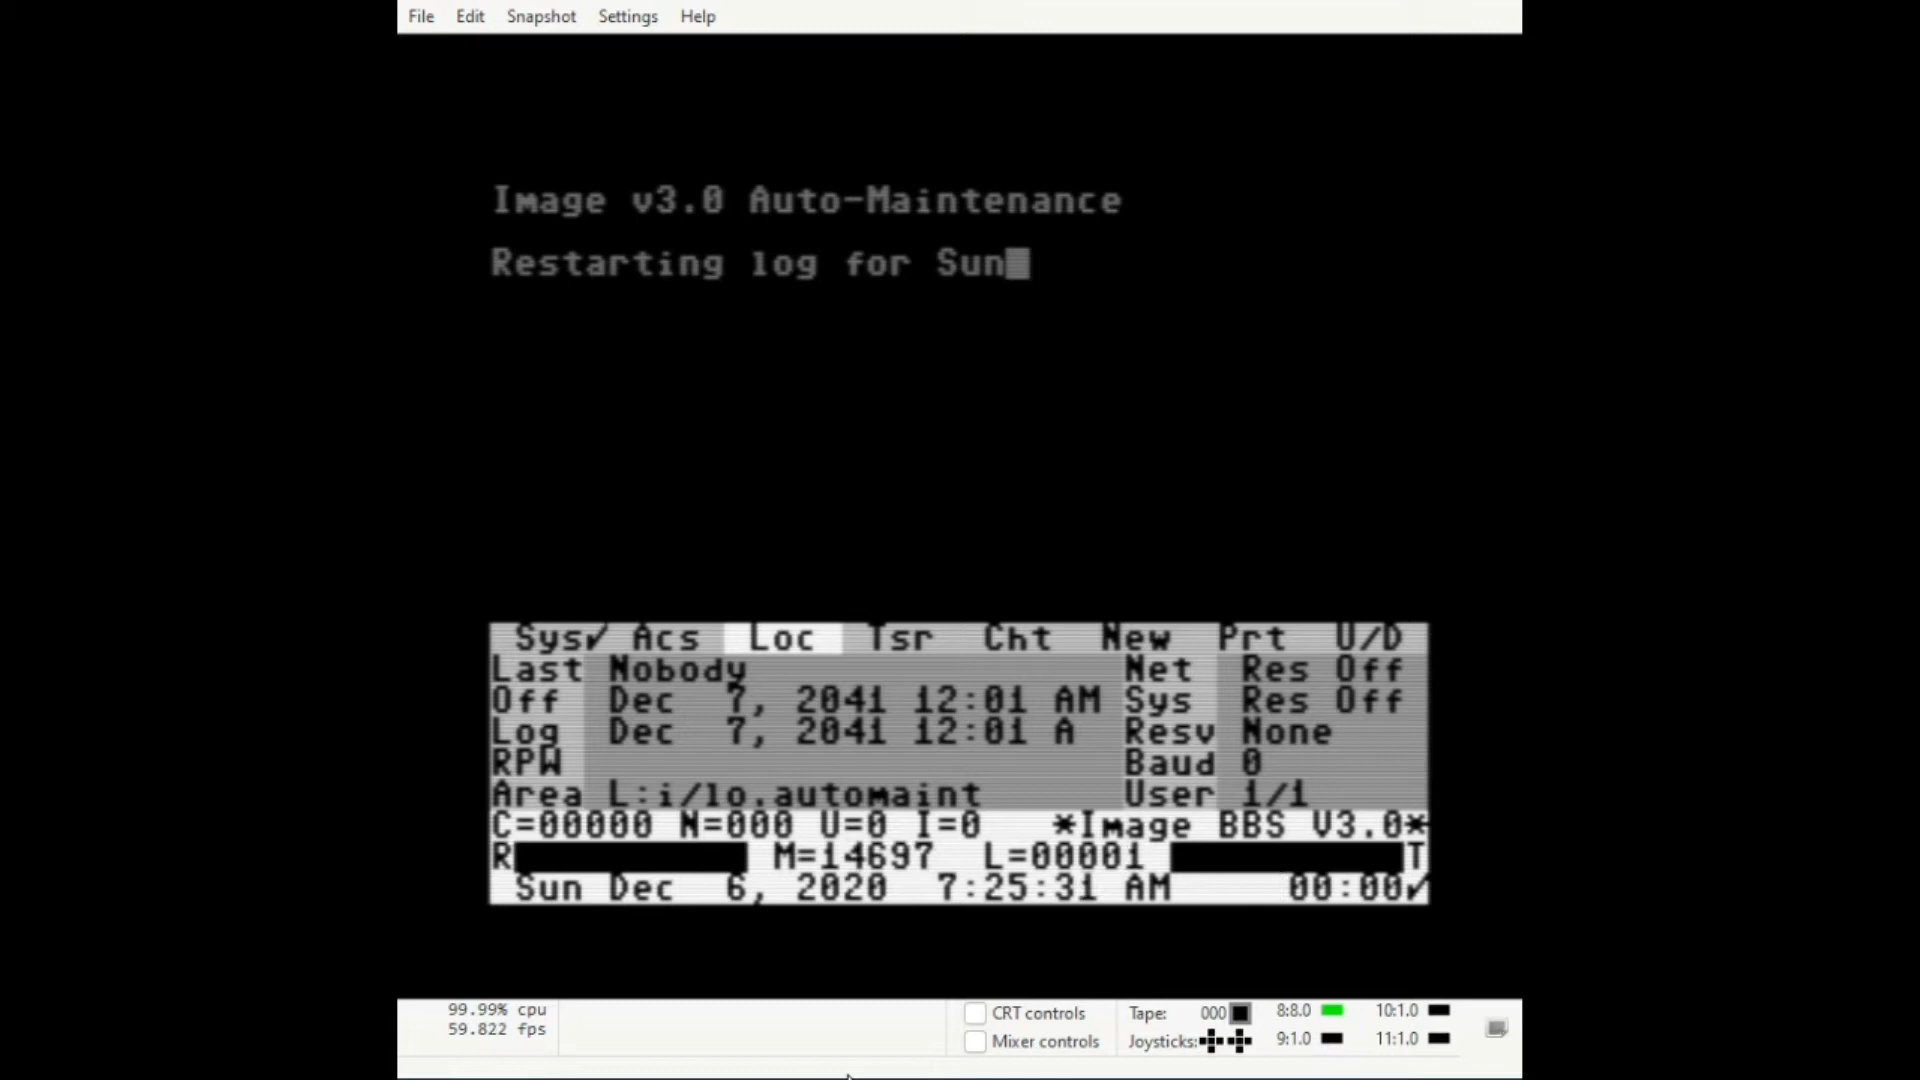 File Edit Snapshot Settings Help
Image v3.0 Auto-Maintenance
Restarting log for Sun
Sys✓ Acs Loc Tsr Cht New Prt U/D
Last Nobody Net Res Off
Off Dec 7, 2041 12:01 AM Sys Res Off
Log Dec 7, 2041 12:01 A Resv None
RPW Baud 0
Area L:i/lo.automaint User 1/1
C=00000 N=000 U=0 I=0 *Image BBS V3.0*
R M=14697 L=00001 T
Sun Dec 6, 2020 7:25:31 AM 00:00✓
99.99% cpu CRT controls Tape: 000 8:8.0 10:1.0
59.822 fps Mixer controls Joysticks: 9:1.0 11:1.0